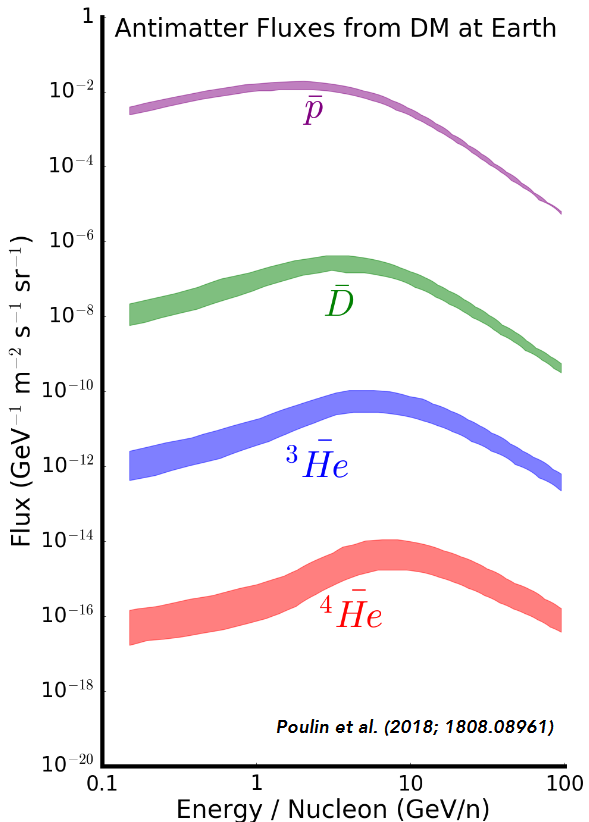 Antimatter Fluxes from DM at Earth
Flux (GeV⁻¹ m⁻² s⁻¹ sr⁻¹)
1
10⁻²
10⁻⁴
10⁻⁶
10⁻⁸
10⁻¹⁰
10⁻¹²
10⁻¹⁴
10⁻¹⁶
10⁻¹⁸
10⁻²⁰
p̄
D̄
³H̄e
⁴H̄e
Poulin et al. (2018; 1808.08961)
0.1 1 10 100
Energy / Nucleon (GeV/n)